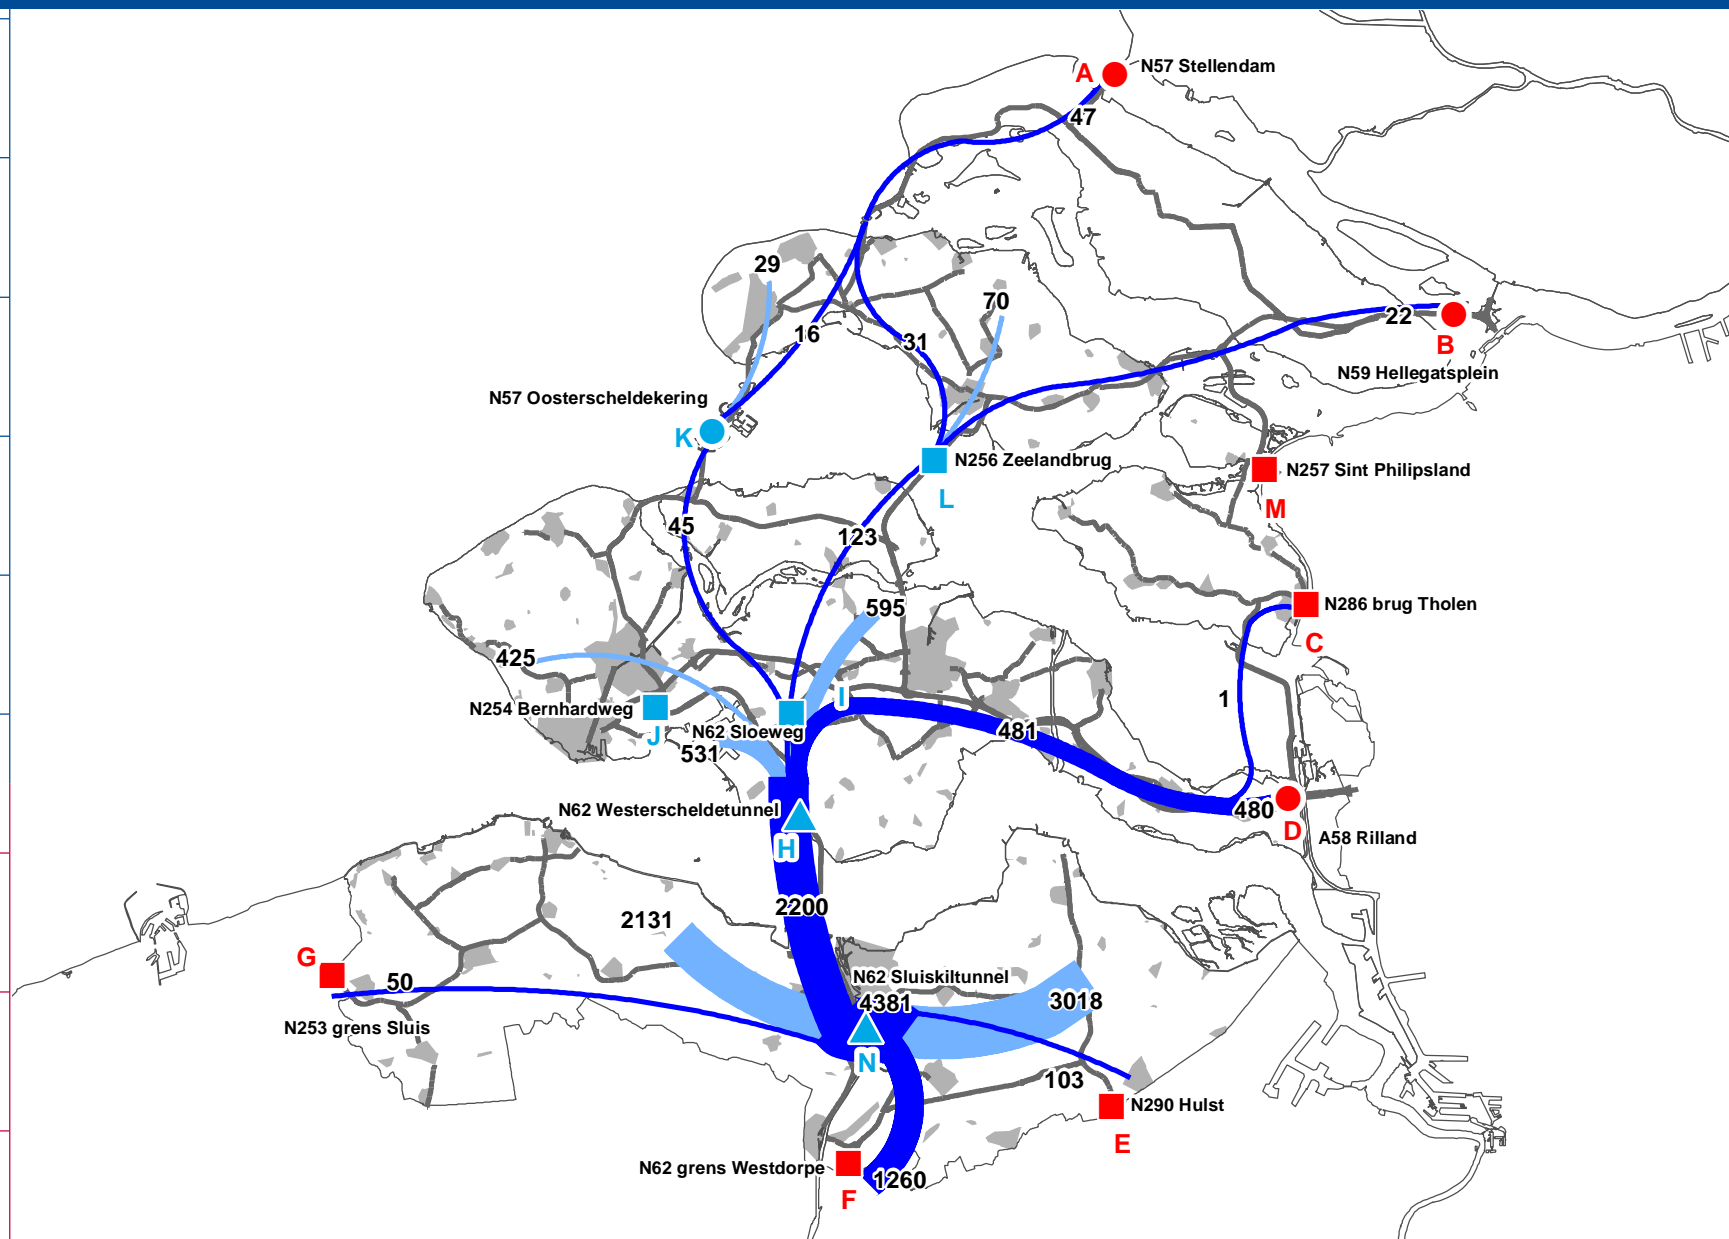 A
N57 Stellendam
47
29
70
16
31
22
B
N59 Hellegatsplein
N57 Oosterscheldekering
K
N256 Zeelandbrug
L
N257 Sint Philipsland
M
45
123
595
N286 brug Tholen
C
425
N254 Bernhardweg
J
I
N62 Sloeweg
531
481
1
N62 Westerscheldetunnel
H
480
D
A58 Rilland
2200
2131
G
50
N253 grens Sluis
N62 Sluiskiltunnel
4381
3018
N
103
N290 Hulst
E
N62 grens Westdorpe
F
1260